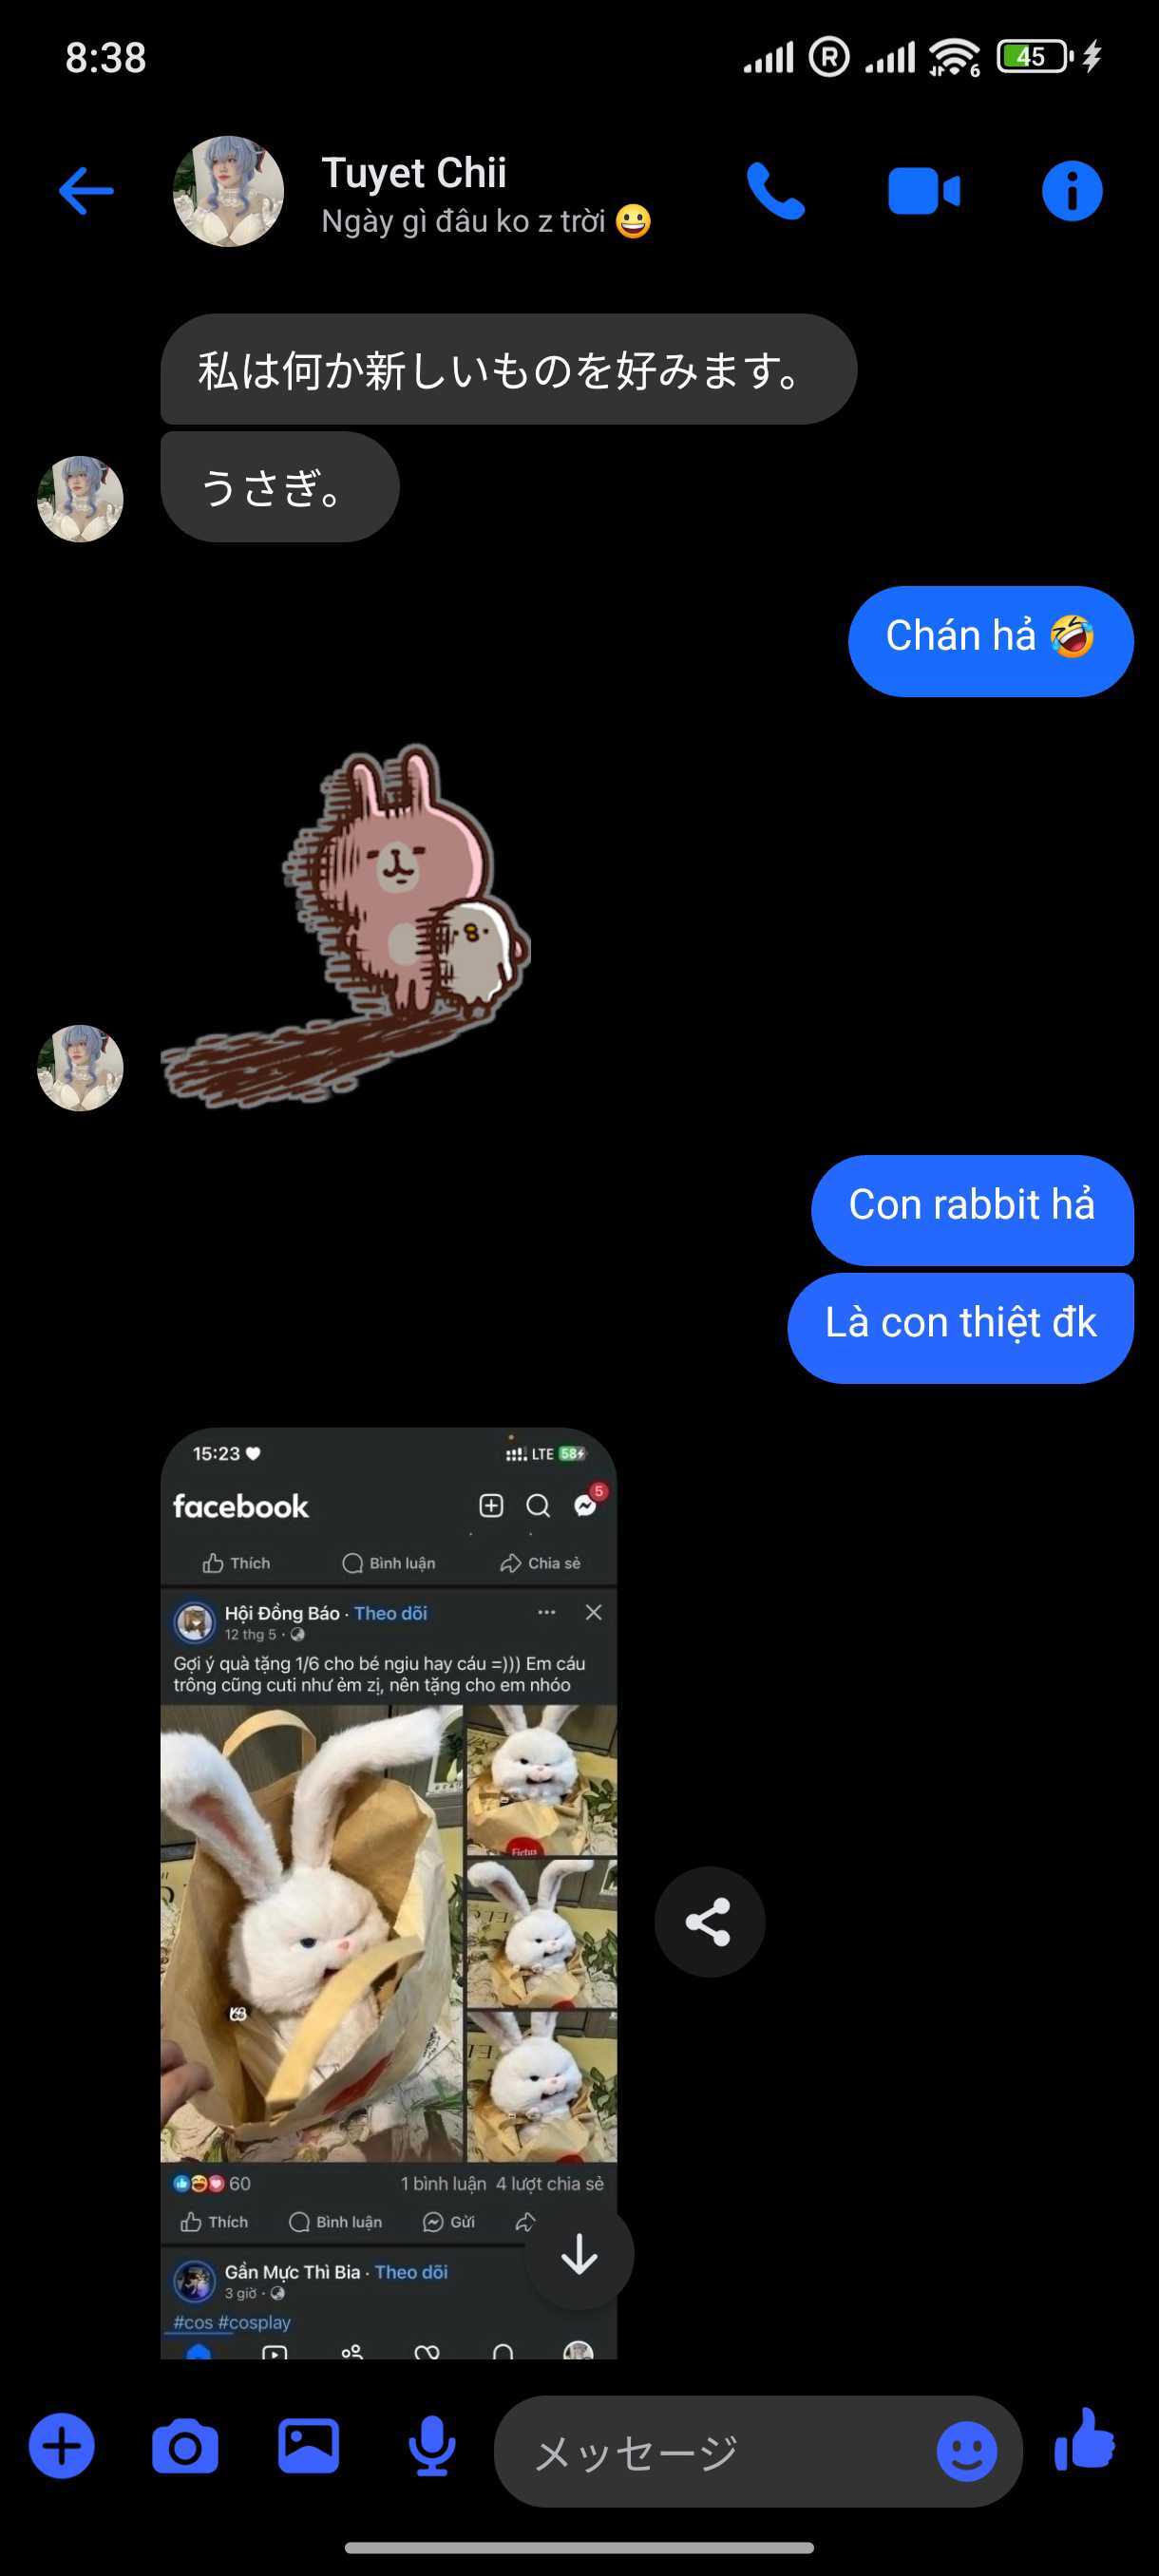 8:38
R
6
45
Tuyet Chii
Ngày gì đâu ko z trời 😀
私は何か新しいものを好みます。
うさぎ。
Chán hả 🤣
Con rabbit hả
Là con thiệt đk
15:23
LTE 58
facebook
5
Thích Bình luận Chia sẻ
Hội Đồng Báo · Theo dõi
12 thg 5 ·
Gợi ý quà tặng 1/6 cho bé ngiu hay cáu =))) Em cáu
trông cũng cuti như ẻm zị, nên tặng cho em nhóo
60 1 bình luận 4 lượt chia sẻ
Thích Bình luận Gửi
Gần Mực Thì Bia · Theo dõi
3 giờ ·
#cos #cosplay
メッセージ